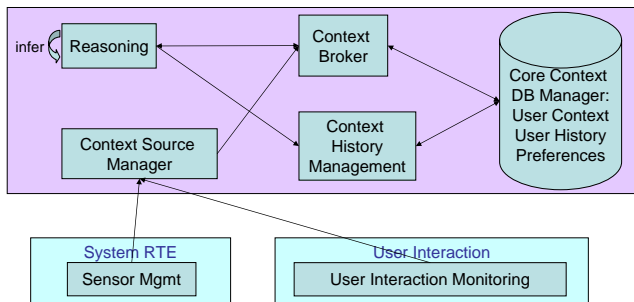 infer
Reasoning
Context
Broker
Core Context
DB Manager:
User Context
User History
Preferences
Context Source
Manager
Context
History
Management
System RTE
Sensor Mgmt
User Interaction
User Interaction Monitoring